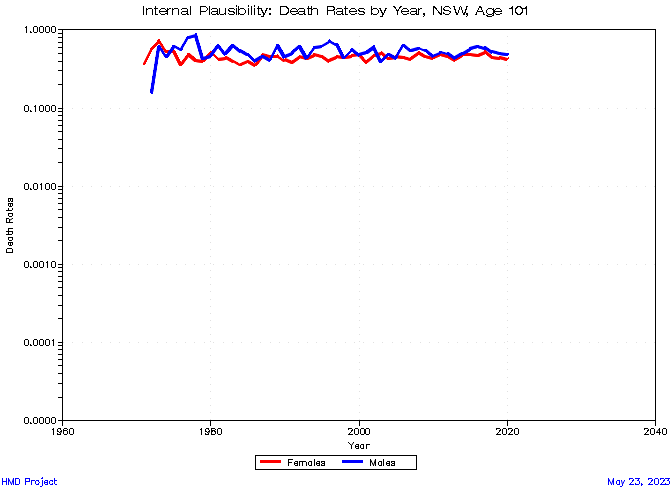 Internal Plausibility: Death Rates by Year, NSW, Age 101
1.0000
0.1000
0.0100
0.0010
0.0001
0.0000
Death Rates
1960
1980
2000
2020
2040
Year
Females
Males
HMD Project
May 23, 2023